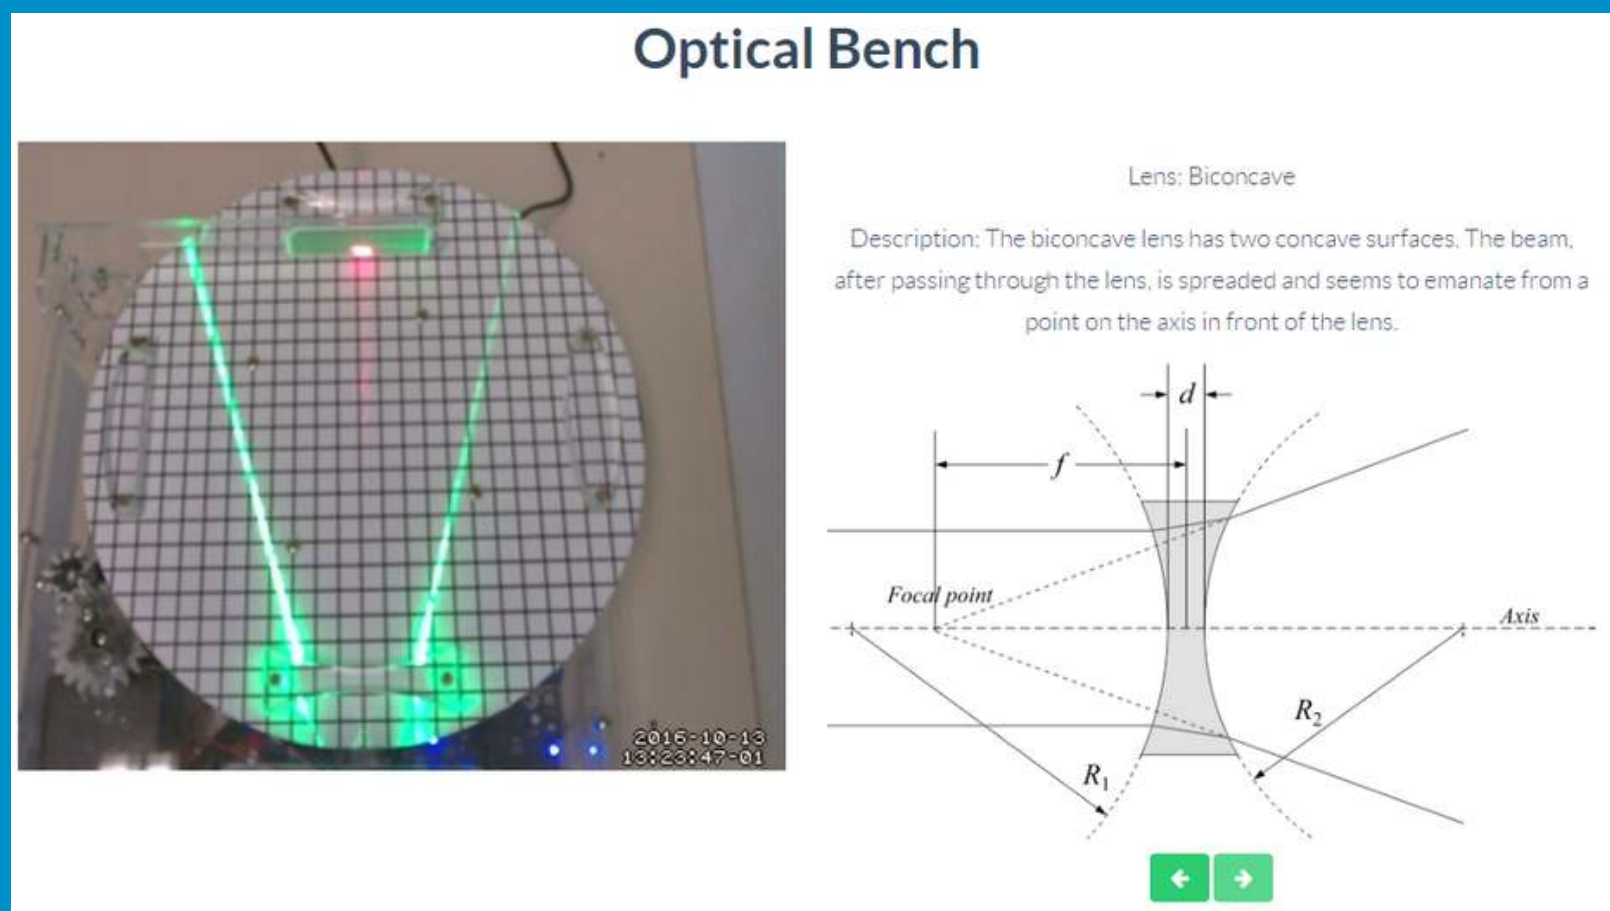 Optical Bench
Lens: Biconcave
Description: The biconcave lens has two concave surfaces. The beam,
after passing through the lens, is spreaded and seems to emanate from a
point on the axis in front of the lens.
d
f
Focal point
Axis
R2
R1
2016-10-13
13:23:47-01